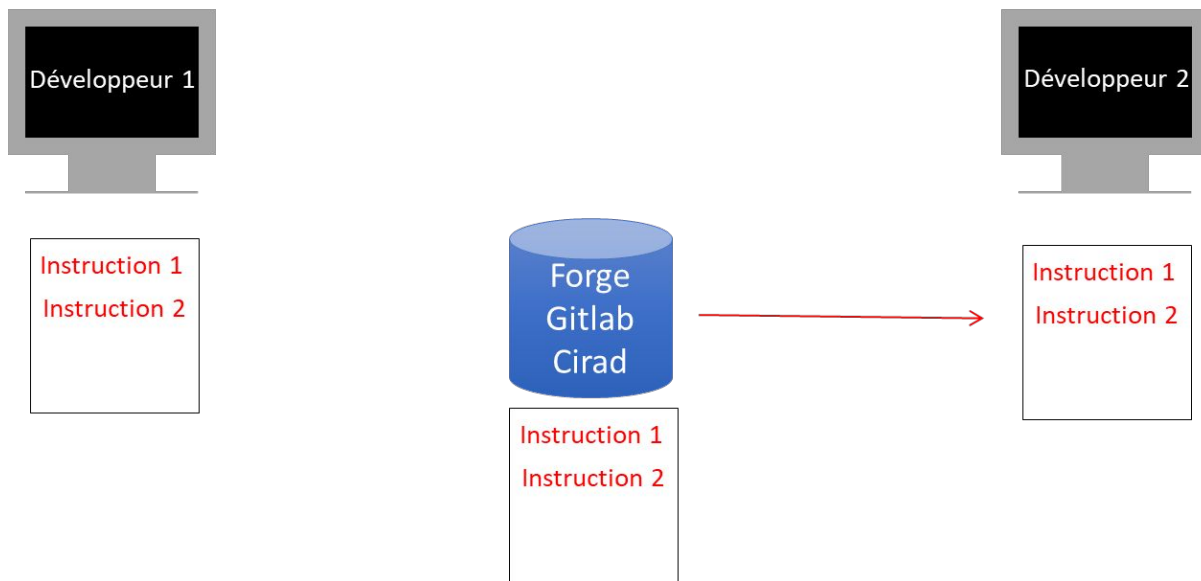 Développeur 1
Développeur 2
Instruction 1
Instruction 2
Forge
Gitlab
Cirad
Instruction 1
Instruction 2
Instruction 1
Instruction 2